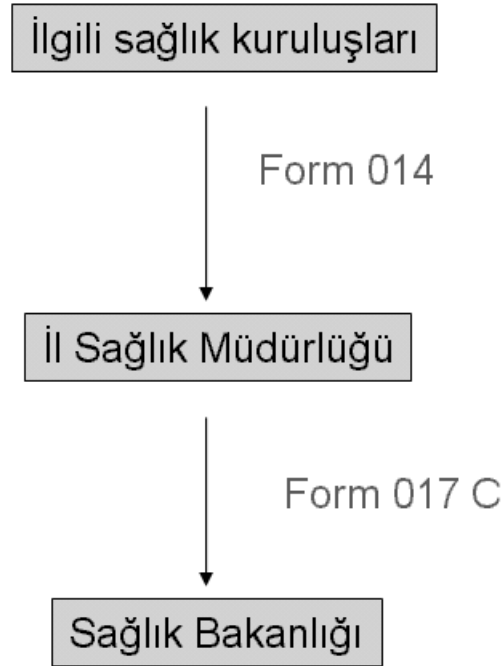 İlgili sağlık kuruluşları
Form 014
İl Sağlık Müdürlüğü
Form 017 C
Sağlık Bakanlığı